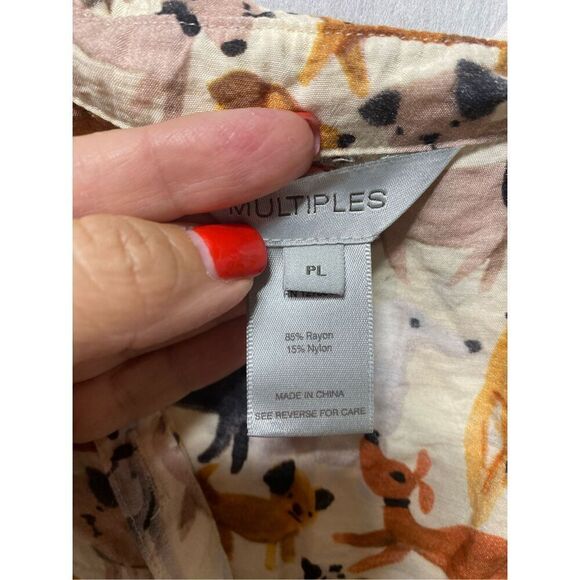 MULTIPLES
PL
85% Rayon
15% Nylon
MADE IN CHINA
SEE REVERSE FOR CARE